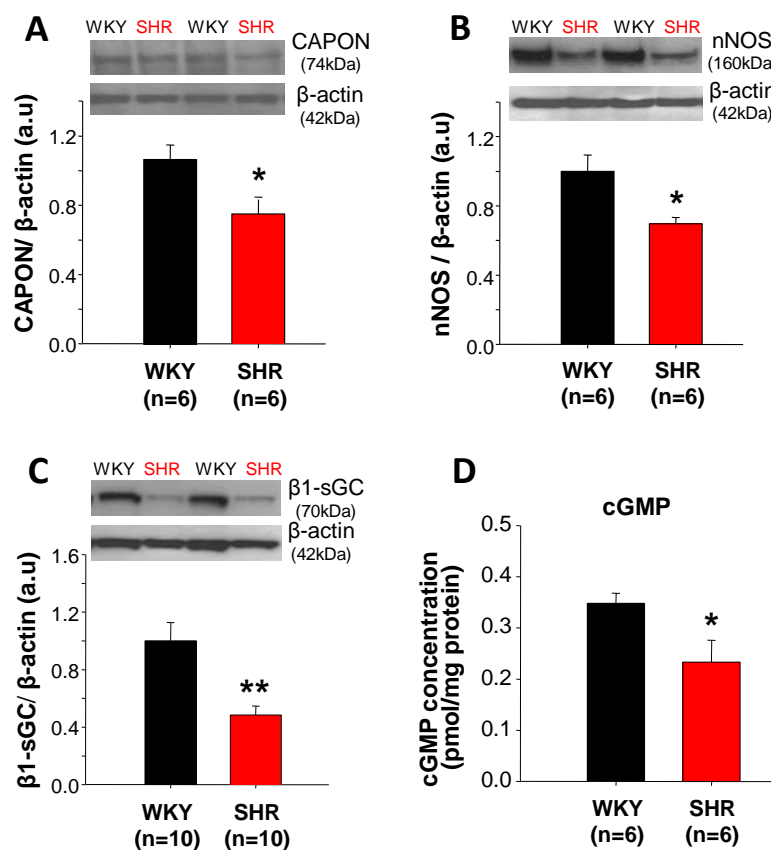 A
WKY SHR WKY SHR
CAPON
(74kDa)
β-actin
(42kDa)
CAPON/ β-actin (a.u)
1.2
0.8
0.4
0.0
*
WKY
(n=6)
SHR
(n=6)
B
WKY SHR WKY SHR
nNOS
(160kDa)
β-actin
(42kDa)
nNOS / β-actin (a.u)
1.2
0.8
0.4
0.0
*
WKY
(n=6)
SHR
(n=6)
C
WKY SHR WKY SHR
β1-sGC
(70kDa)
β-actin
(42kDa)
β1-sGC/ β-actin (a.u)
1.6
1.2
0.8
0.4
0.0
**
WKY
(n=10)
SHR
(n=10)
D
cGMP
cGMP concentration
(pmol/mg protein)
0.5
0.4
0.3
0.2
0.1
0.0
*
WKY
(n=6)
SHR
(n=6)